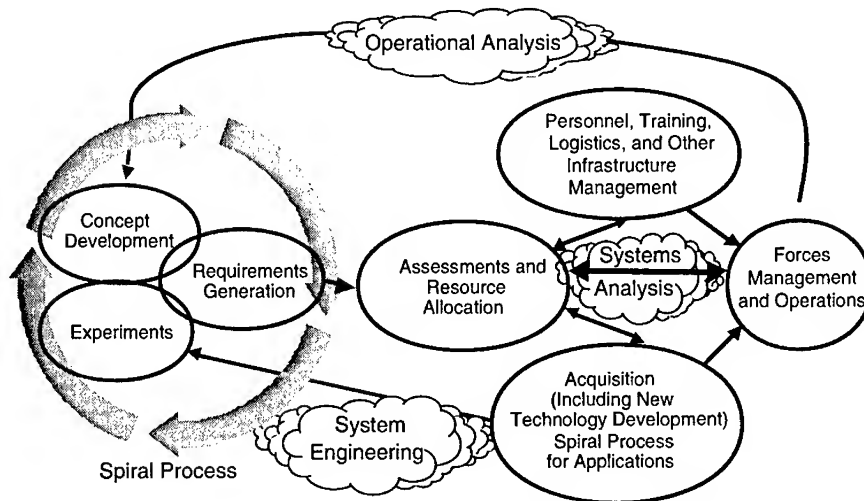 Operational Analysis
Personnel, Training,
Logistics, and Other
Infrastructure
Management
Concept
Development
Requirements
Generation
Experiments
Assessments and
Resource
Allocation
Systems
Analysis
Forces
Management
and Operations
Acquisition
(Including New
Technology Development)
Spiral Process
for Applications
System
Engineering
Spiral Process